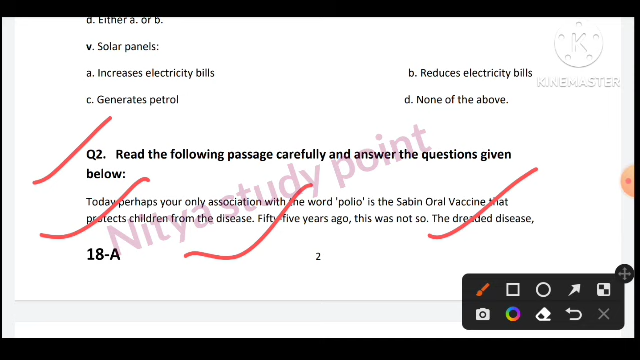 d. Either a. or b.
v. Solar panels:
a. Increases electricity bills b. Reduces electricity bills
c. Generates petrol d. None of the above.
Q2. Read the following passage carefully and answer the questions given
below:
Today perhaps your only association with the word 'polio' is the Sabin Oral Vaccine that
protects children from the disease. Fifty five years ago, this was not so. The dreaded disease,
18-A 2
Nitya study point
K
KINEMASTER